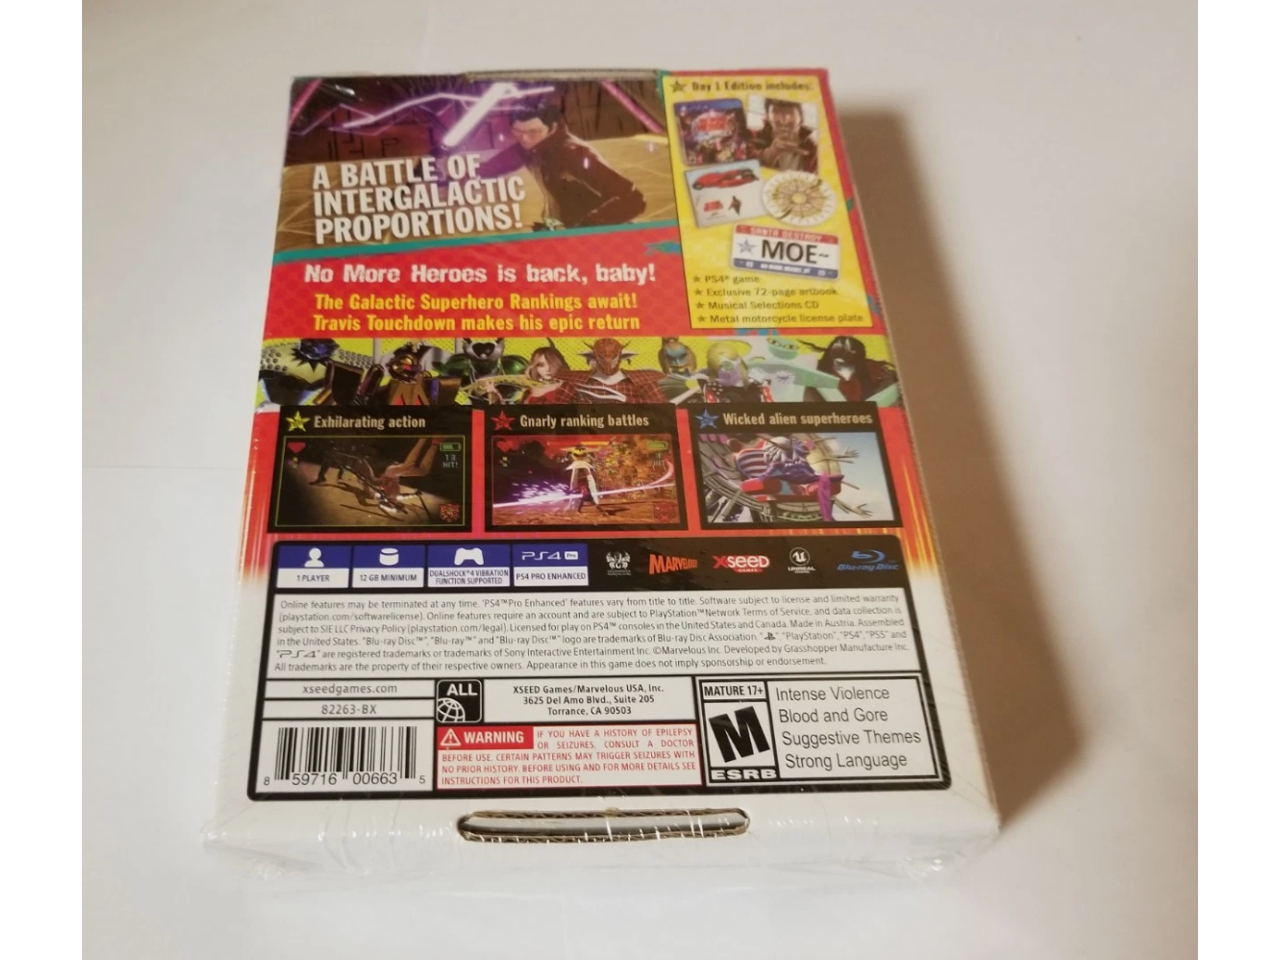 A BATTLE OF
INTERGALACTIC
PROPORTIONS!
No More Heroes is back, baby!
The Galactic Superhero Rankings await!
Travis Touchdown makes his epic return
Day 1 Edition includes:
SANTA DESTROY
MOE~
PS4® game
Exclusive 72-page artbook
Musical Selections CD
Metal motorcycle license plate
Exhilarating action
Gnarly ranking battles
Wicked alien superheroes
HIT!
1 PLAYER
12 GB MINIMUM
DUALSHOCK®4 VIBRATION
FUNCTION SUPPORTED
PS4 Pro
PS4 PRO ENHANCED
MARVELOUS!
XSEED
GAMES
UNREAL
Blu-ray Disc
Online features may be terminated at any time. 'PS4™Pro Enhanced' features vary from title to title. Software subject to license and limited warranty
(playstation.com/softwarelicense). Online features require an account and are subject to PlayStation™Network Terms of Service, and data collection is
subject to SIE LLC Privacy Policy (playstation.com/legal). Licensed for play on PS4™ consoles in the United States and Canada. Made in Austria. Assembled
in the United States. "Blu-ray Disc™", "Blu-ray™" and "Blu-ray Disc™" logo are trademarks of Blu-ray Disc Association. "PlayStation", "PS4", "PS5" and
"PS4" are registered trademarks or trademarks of Sony Interactive Entertainment Inc. ©Marvelous Inc. Developed by Grasshopper Manufacture Inc.
All trademarks are the property of their respective owners. Appearance in this game does not imply sponsorship or endorsement.
xseedgames.com
82263-BX
8 59716 00663 5
ALL
XSEED Games/Marvelous USA, Inc.
3625 Del Amo Blvd., Suite 205
Torrance, CA 90503
WARNING IF YOU HAVE A HISTORY OF EPILEPSY
OR SEIZURES, CONSULT A DOCTOR
BEFORE USE. CERTAIN PATTERNS MAY TRIGGER SEIZURES WITH
NO PRIOR HISTORY. BEFORE USING AND FOR MORE DETAILS SEE
INSTRUCTIONS FOR THIS PRODUCT.
MATURE 17+
M
ESRB
Intense Violence
Blood and Gore
Suggestive Themes
Strong Language